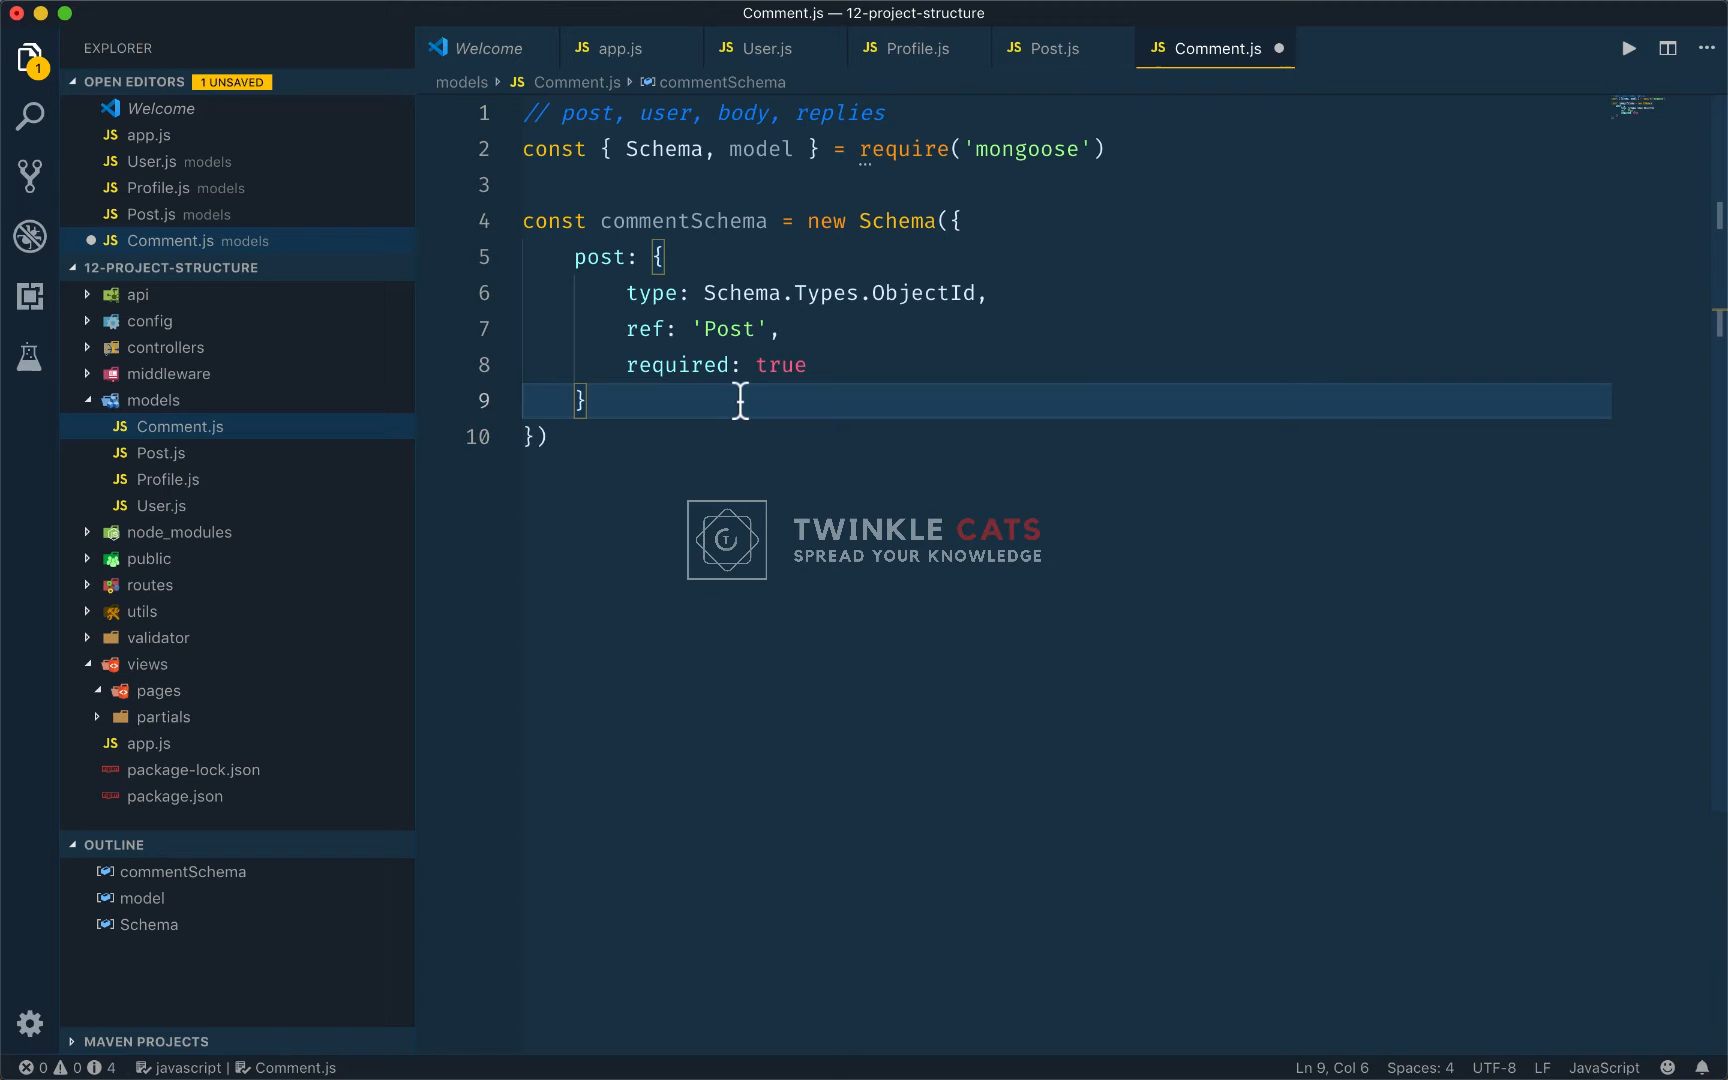 Comment.js — 12-project-structure
EXPLORER
OPEN EDITORS 1 UNSAVED
Welcome
app.js
User.js models
Profile.js models
Post.js models
Comment.js models
12-PROJECT-STRUCTURE
api
config
controllers
middleware
models
Comment.js
Post.js
Profile.js
User.js
node_modules
public
routes
utils
validator
views
pages
partials
app.js
package-lock.json
package.json
OUTLINE
commentSchema
model
Schema
MAVEN PROJECTS
Welcome JS app.js JS User.js JS Profile.js JS Post.js JS Comment.js
models JS Comment.js commentSchema
1 // post, user, body, replies
2 const { Schema, model } = require('mongoose')
3
4 const commentSchema = new Schema({
5 post: {
6 type: Schema.Types.ObjectId,
7 ref: 'Post',
8 required: true
9 }
10 })
TWINKLE CATS
SPREAD YOUR KNOWLEDGE
0 0 4 javascript | Comment.js Ln 9, Col 6 Spaces: 4 UTF-8 LF JavaScript